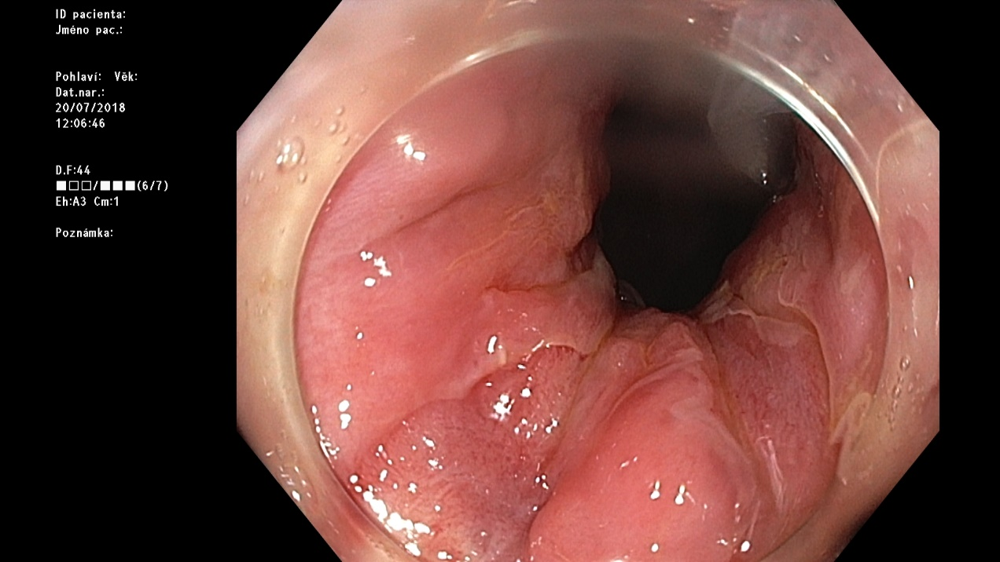 ID pacienta:
Jméno pac.:
Pohlaví: Věk:
Dat.nar.:
20/07/2018
12:06:46
D.F:44
■□□/■■■(6/7)
Eh:A3 Cm:1
Poznámka: